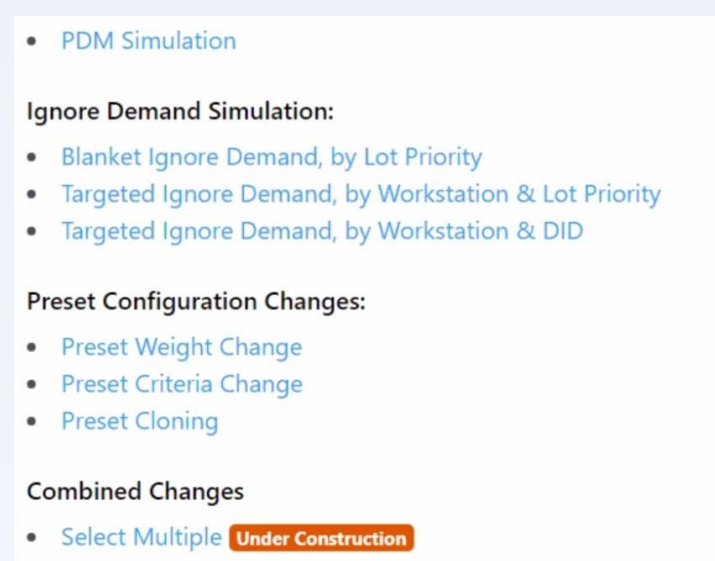 PDM Simulation
Ignore Demand Simulation:
Blanket Ignore Demand, by Lot Priority
Targeted Ignore Demand, by Workstation & Lot Priority
Targeted Ignore Demand, by Workstation & DID
Preset Configuration Changes:
Preset Weight Change
Preset Criteria Change
Preset Cloning
Combined Changes
Select Multiple Under Construction